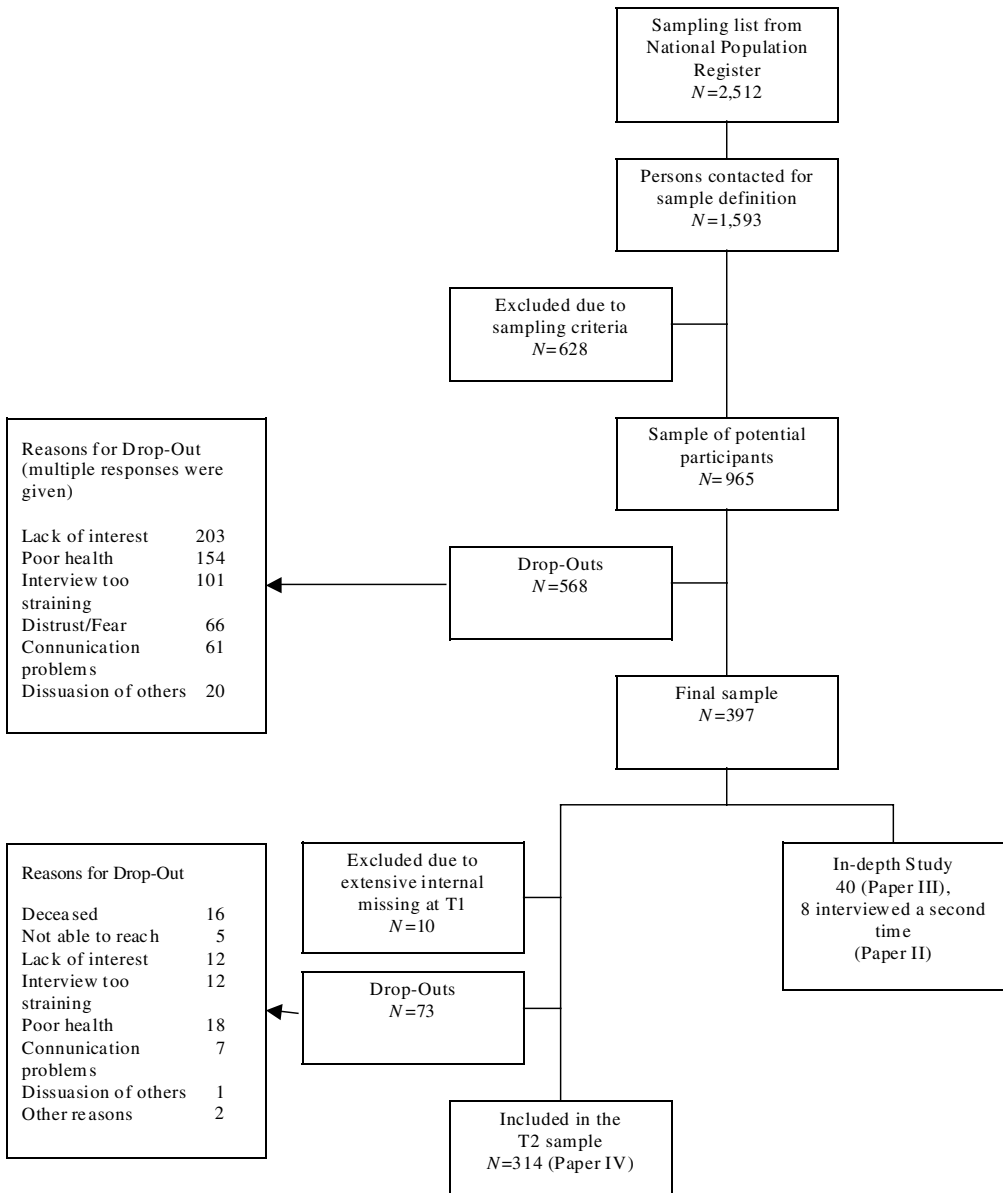 Sampling list from
National Population
Register
N=2,512
Persons contacted for
sample definition
N=1,593
Excluded due to
sampling criteria
N=628
Sample of potential
participants
N=965
Reasons for Drop-Out
(multiple responses were
given)
Lack of interest 203
Poor health 154
Interview too 101
straining
Distrust/Fear 66
Connunication 61
problems
Dissuasion of others 20
Drop-Outs
N=568
Final sample
N=397
Excluded due to
extensive internal
missing at T1
N=10
In-depth Study
40 (Paper III),
8 interviewed a second
time
(Paper II)
Reasons for Drop-Out
Deceased 16
Not able to reach 5
Lack of interest 12
Interview too 12
straining
Poor health 18
Connunication 7
problems
Dissuasion of others 1
Other reasons 2
Drop-Outs
N=73
Included in the
T2 sample
N=314 (Paper IV)